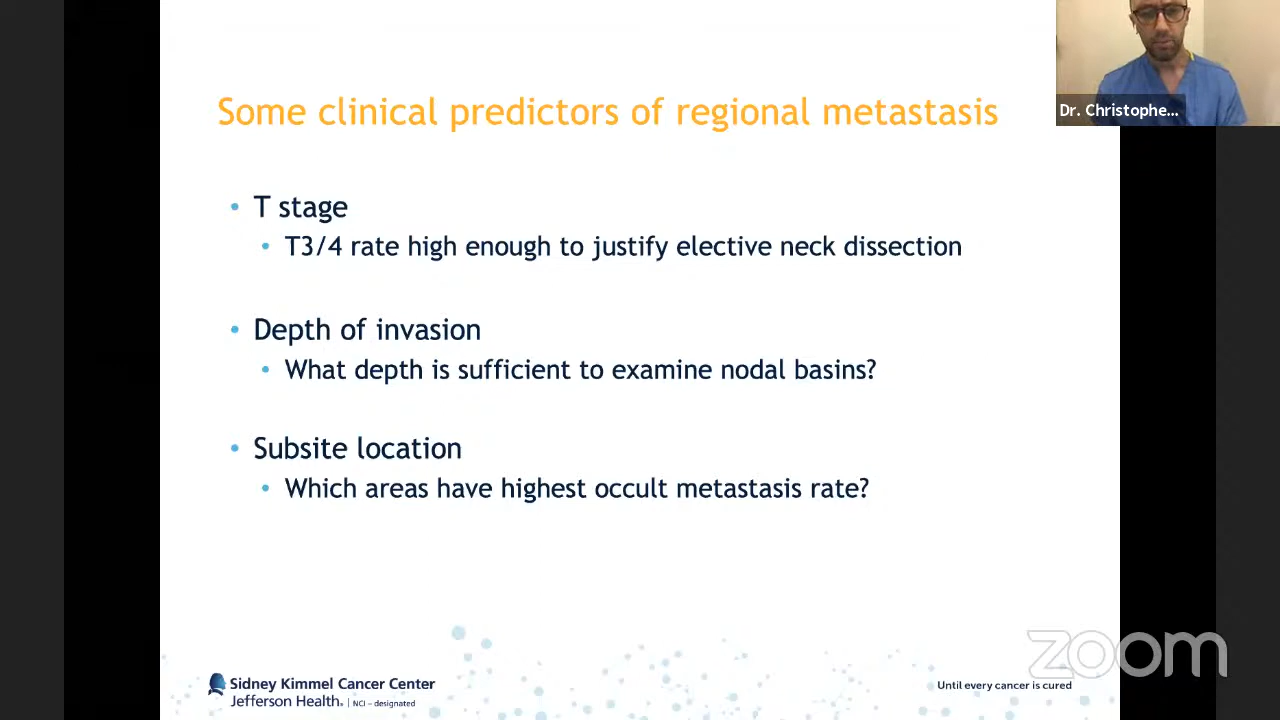 Some clinical predictors of regional metastasis
Dr. Christophe...
• T stage
• T3/4 rate high enough to justify elective neck dissection
• Depth of invasion
• What depth is sufficient to examine nodal basins?
• Subsite location
• Which areas have highest occult metastasis rate?
zoom
Sidney Kimmel Cancer Center
Jefferson Health. | NCI – designated
Until every cancer is cured